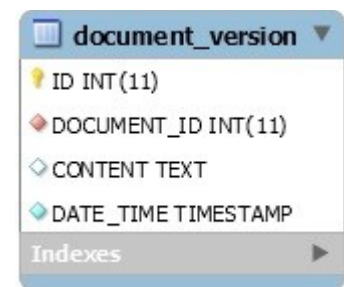 document_version
ID INT(11)
DOCUMENT_ID INT(11)
CONTENT TEXT
DATE_TIME TIMESTAMP
Indexes